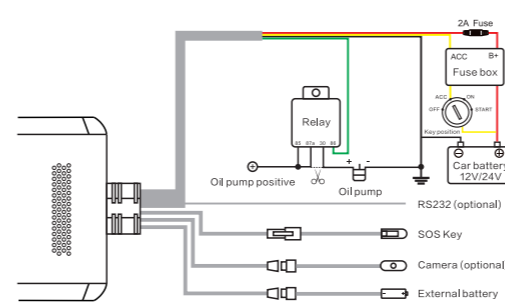 2A Fuse
ACC B+
Fuse box
ACC ON
OFF START
Key position
Relay
85 87a 30 86
Car battery
12V/24V
Oil pump positive
+ -
Oil pump
RS232 (optional)
SOS Key
Camera (optional
External battery